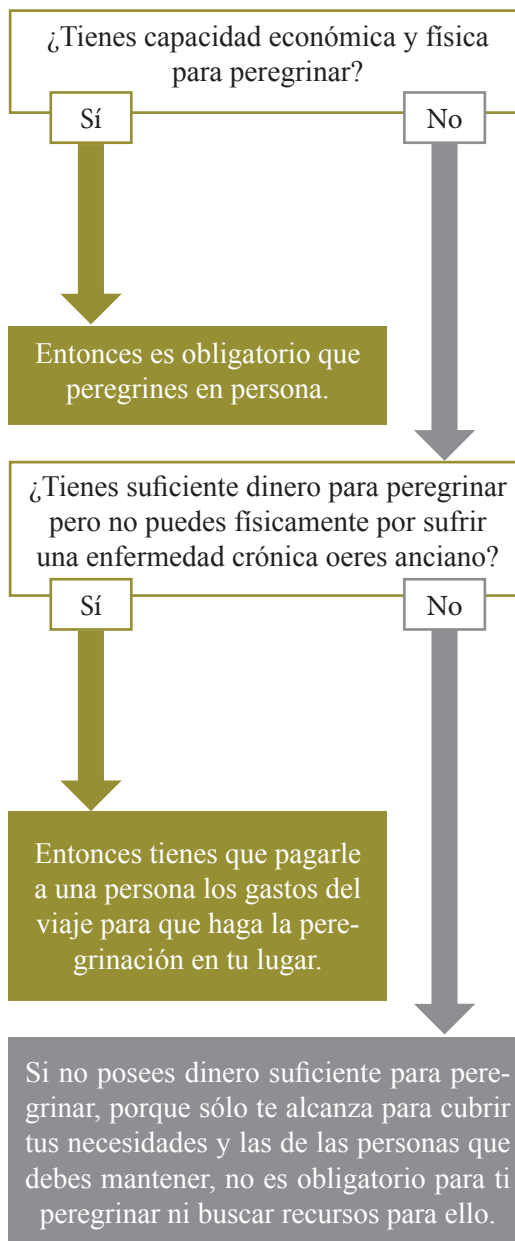 ¿Tienes capacidad económica y física
para peregrinar?
Sí
No
Entonces es obligatorio que
peregrines en persona.
¿Tienes suficiente dinero para peregrinar
pero no puedes físicamente por sufrir
una enfermedad crónica oeres anciano?
Sí
No
Entonces tienes que pagarle
a una persona los gastos del
viaje para que haga la pere-
grinación en tu lugar.
Si no posees dinero suficiente para pere-
grinar, porque sólo te alcanza para cubrir
tus necesidades y las de las personas que
debes mantener, no es obligatorio para ti
peregrinar ni buscar recursos para ello.